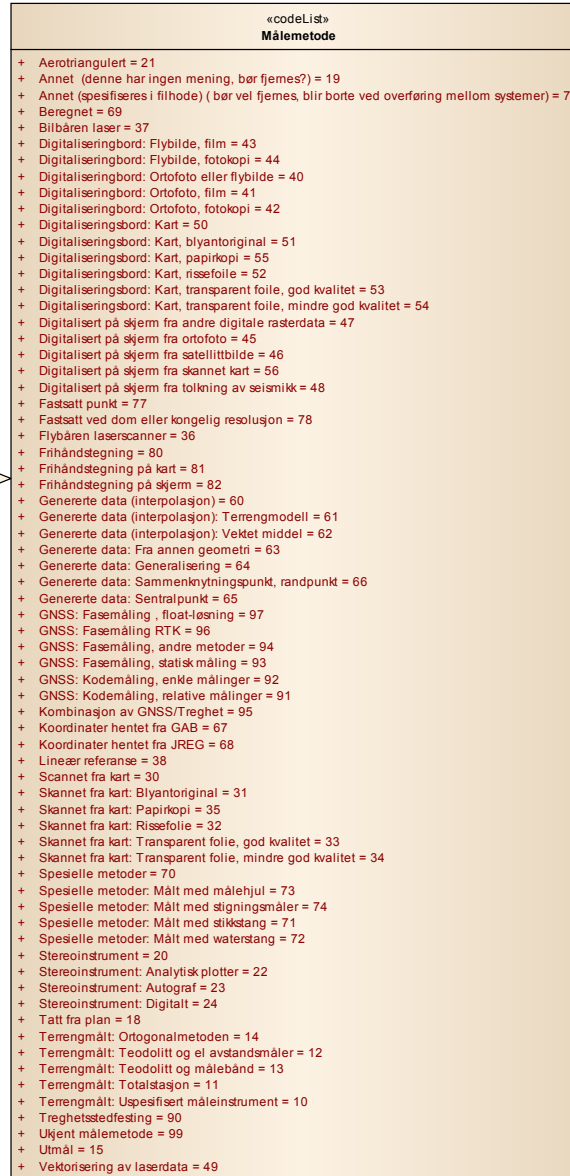 «codeList»
Målemetode
+ Aerotriangulert = 21
+ Annet (denne har ingen mening, bør fjernes?) = 19
+ Annet (spesifiseres i filhode) ( bør vel fjernes, blir borte ved overføring mellom systemer) = 7
+ Beregnet = 69
+ Bilbåren laser = 37
+ Digitaliseringbord: Flybilde, film = 43
+ Digitaliseringbord: Flybilde, fotokopi = 44
+ Digitaliseringbord: Ortofoto eller flybilde = 40
+ Digitaliseringbord: Ortofoto, film = 41
+ Digitaliseringbord: Ortofoto, fotokopi = 42
+ Digitaliseringsbord: Kart = 50
+ Digitaliseringsbord: Kart, blyantoriginal = 51
+ Digitaliseringsbord: Kart, papirkopi = 55
+ Digitaliseringsbord: Kart, rissefoile = 52
+ Digitaliseringsbord: Kart, transparent foile, god kvalitet = 53
+ Digitaliseringsbord: Kart, transparent foile, mindre god kvalitet = 54
+ Digitalisert på skjerm fra andre digitale rasterdata = 47
+ Digitalisert på skjerm fra ortofoto = 45
+ Digitalisert på skjerm fra satellittbilde = 46
+ Digitalisert på skjerm fra skannet kart = 56
+ Digitalisert på skjerm fra tolkning av seismikk = 48
+ Fastsatt punkt = 77
+ Fastsatt ved dom eller kongelig resolusjon = 78
+ Flybåren laserscanner = 36
+ Frihåndstegning = 80
+ Frihåndstegning på kart = 81
+ Frihåndstegning på skjerm = 82
+ Genererte data (interpolasjon) = 60
+ Genererte data (interpolasjon): Terrengmodell = 61
+ Genererte data (interpolasjon): Vektet middel = 62
+ Genererte data: Fra annen geometri = 63
+ Genererte data: Generalisering = 64
+ Genererte data: Sammenknytningspunkt, randpunkt = 66
+ Genererte data: Sentralpunkt = 65
+ GNSS: Fasemåling , float-løsning = 97
+ GNSS: Fasemåling RTK = 96
+ GNSS: Fasemåling, andre metoder = 94
+ GNSS: Fasemåling, statisk måling = 93
+ GNSS: Kodemåling, enkle målinger = 92
+ GNSS: Kodemåling, relative målinger = 91
+ Kombinasjon av GNSS/Treghet = 95
+ Koordinater hentet fra GAB = 67
+ Koordinater hentet fra JREG = 68
+ Lineær referanse = 38
+ Scannet fra kart = 30
+ Skannet fra kart: Blyantoriginal = 31
+ Skannet fra kart: Papirkopi = 35
+ Skannet fra kart: Rissefolie = 32
+ Skannet fra kart: Transparent folie, god kvalitet = 33
+ Skannet fra kart: Transparent folie, mindre god kvalitet = 34
+ Spesielle metoder = 70
+ Spesielle metoder: Målt med målehjul = 73
+ Spesielle metoder: Målt med stigningsmåler = 74
+ Spesielle metoder: Målt med stikkstang = 71
+ Spesielle metoder: Målt med waterstang = 72
+ Stereoinstrument = 20
+ Stereoinstrument: Analytisk plotter = 22
+ Stereoinstrument: Autograf = 23
+ Stereoinstrument: Digitalt = 24
+ Tatt fra plan = 18
+ Terrengmålt: Ortogonalmetoden = 14
+ Terrengmålt: Teodolitt og el avstandsmåler = 12
+ Terrengmålt: Teodolitt og målebånd = 13
+ Terrengmålt: Totalstasjon = 11
+ Terrengmålt: Uspesifisert måleinstrument = 10
+ Treghetsstedfesting = 90
+ Ukjent målemetode = 99
+ Utmål = 15
+ Vektorisering av laserdata = 49